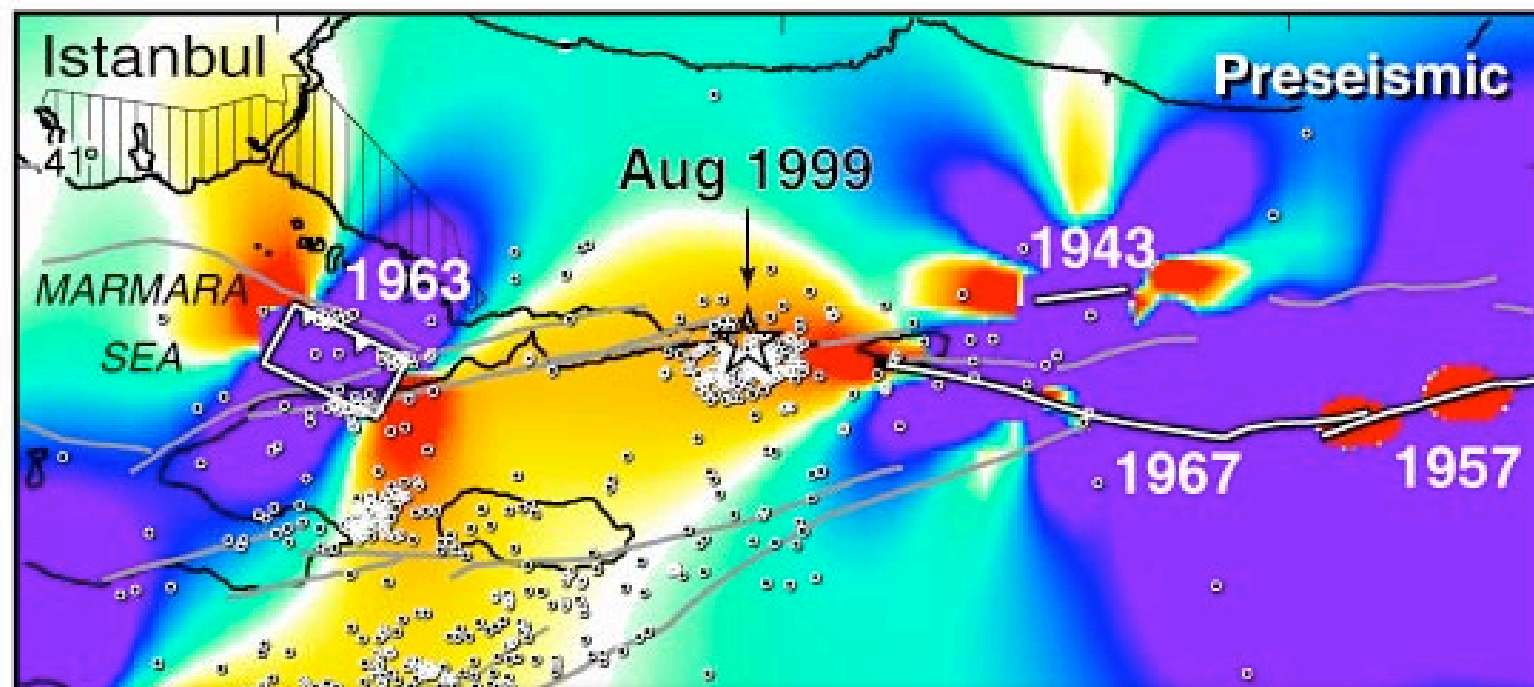 Istanbul
Preseismic
41°
Aug 1999
1943
1963
MARMARA
SEA
1967
1957